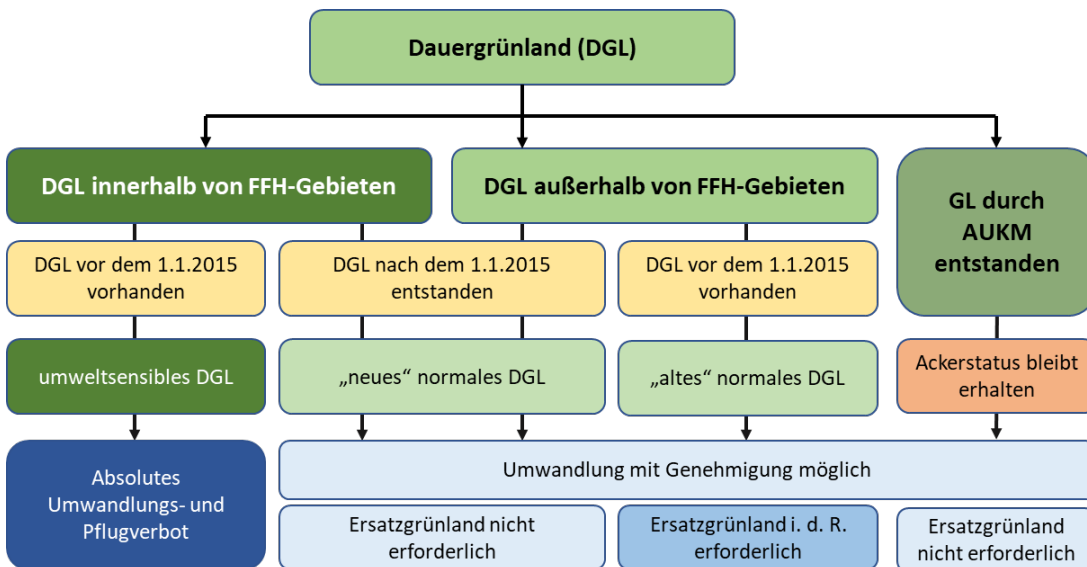 Dauergrünland (DGL)
DGL innerhalb von FFH-Gebieten
DGL außerhalb von FFH-Gebieten
GL durch
AUKM
entstanden
DGL vor dem 1.1.2015
vorhanden
DGL nach dem 1.1.2015
entstanden
DGL vor dem 1.1.2015
vorhanden
umweltsensibles DGL
„neues“ normales DGL
„altes“ normales DGL
Ackerstatus bleibt
erhalten
Absolutes
Umwandlungs- und
Pflugverbot
Umwandlung mit Genehmigung möglich
Ersatzgrünland nicht
erforderlich
Ersatzgrünland i. d. R.
erforderlich
Ersatzgrünland
nicht erforderlich